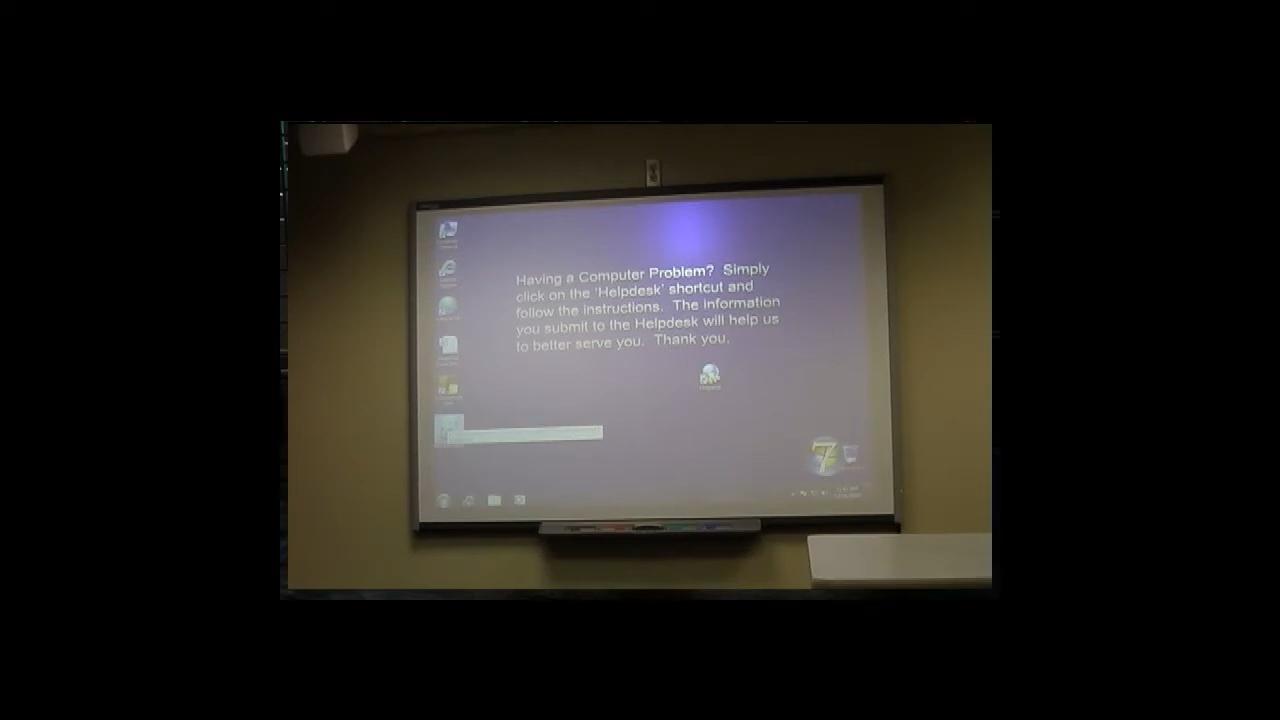 Having a Computer Problem? Simply
click on the 'Helpdesk' shortcut and
follow the instructions. The information
you submit to the Helpdesk will help us
to better serve you. Thank you.
7